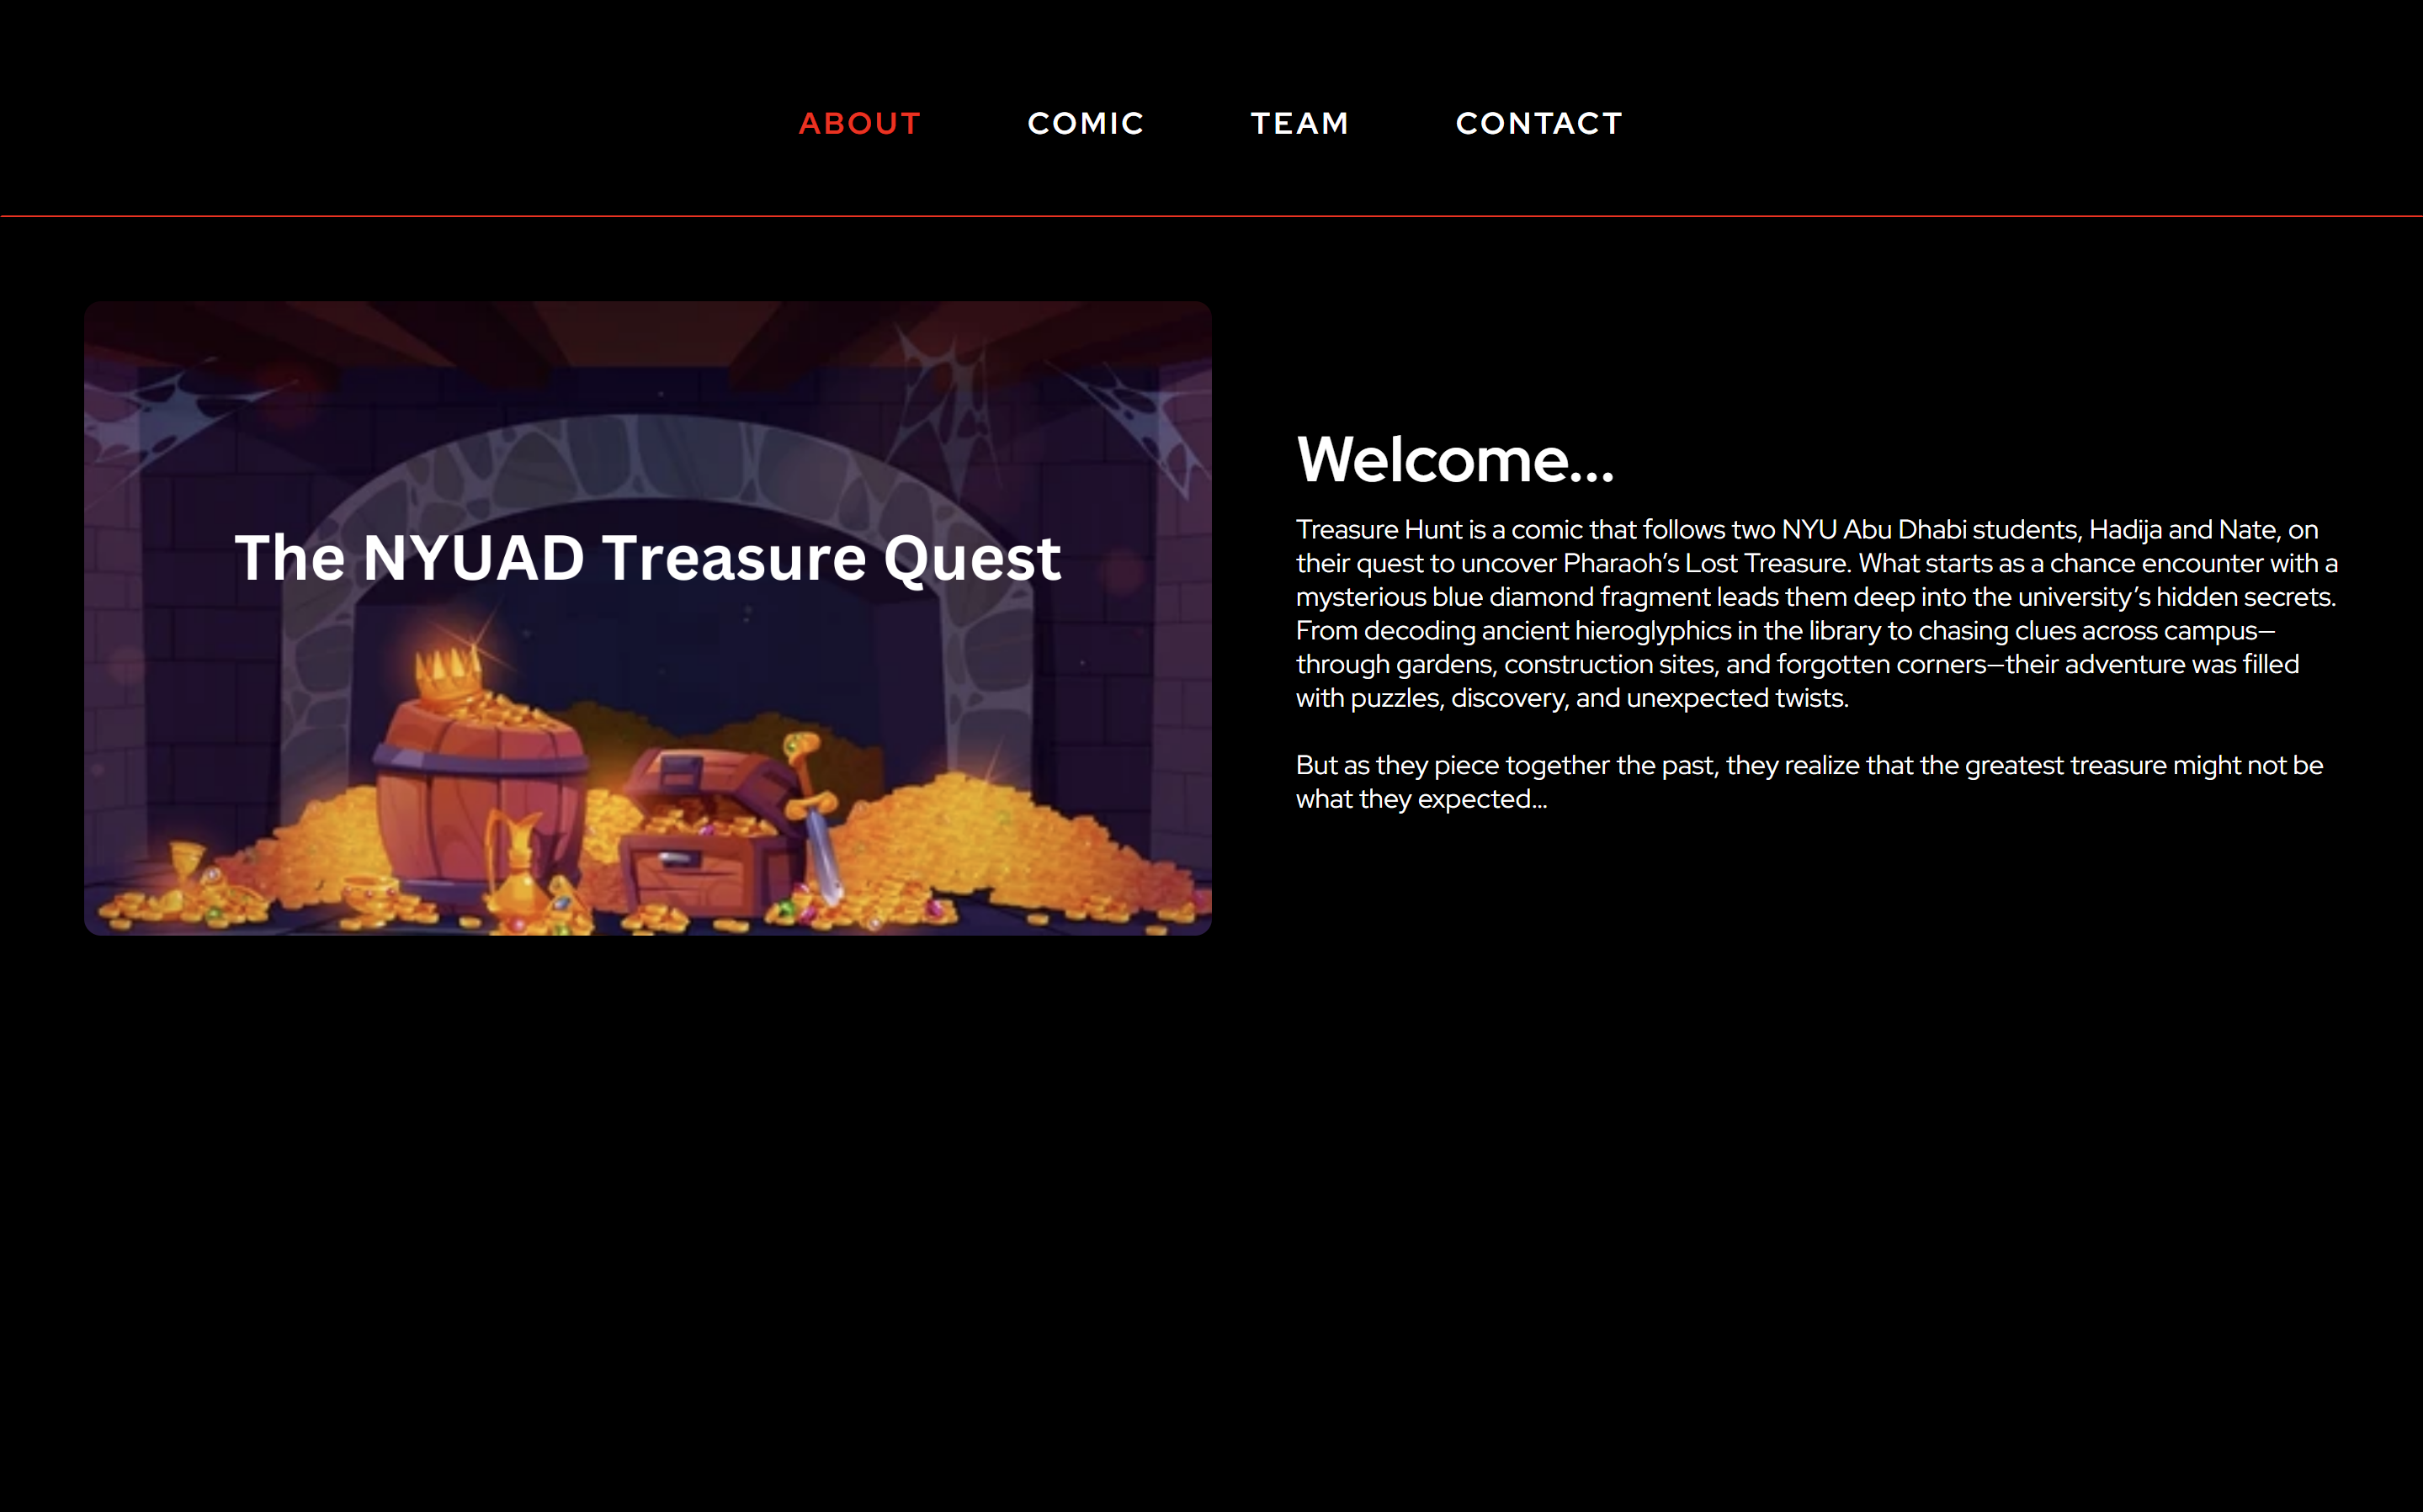 ABOUT COMIC TEAM CONTACT
The NYUAD Treasure Quest
Welcome...
Treasure Hunt is a comic that follows two NYU Abu Dhabi students, Hadija and Nate, on
their quest to uncover Pharaoh’s Lost Treasure. What starts as a chance encounter with a
mysterious blue diamond fragment leads them deep into the university’s hidden secrets.
From decoding ancient hieroglyphics in the library to chasing clues across campus—
through gardens, construction sites, and forgotten corners—their adventure was filled
with puzzles, discovery, and unexpected twists.
But as they piece together the past, they realize that the greatest treasure might not be
what they expected...